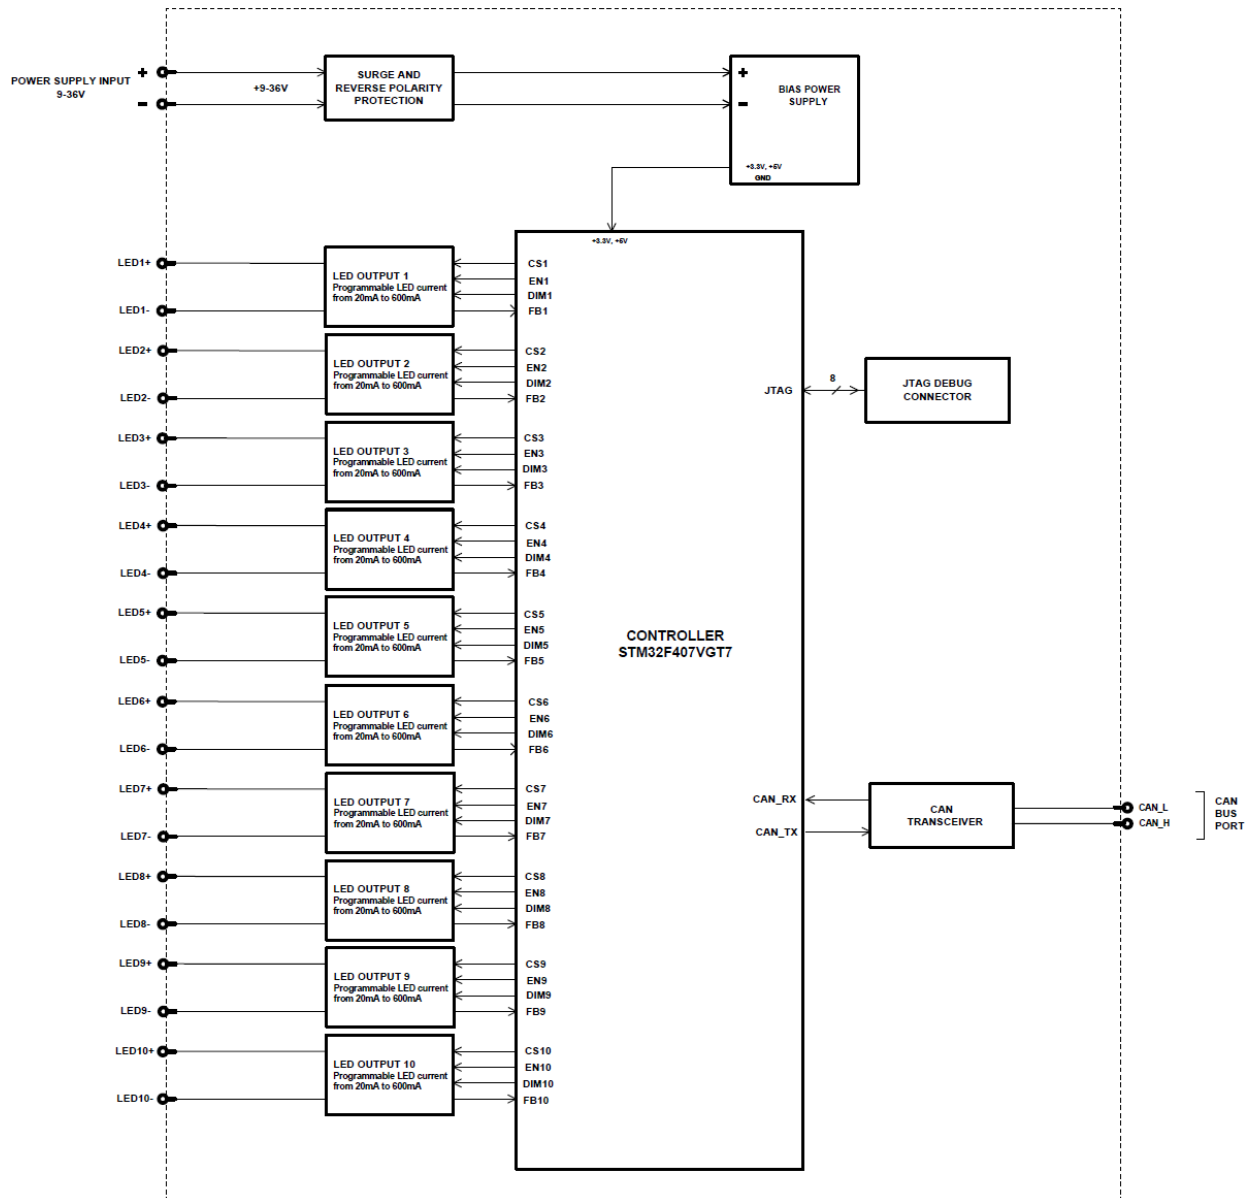 POWER SUPPLY INPUT
9-36V
+
-
+9-36V
SURGE AND
REVERSE POLARITY
PROTECTION
+
-
BIAS POWER
SUPPLY
+3.3V, +5V
GND
+3.3V, +5V
LED1+
LED1-
LED OUTPUT 1
Programmable LED current
from 20mA to 600mA
CS1
EN1
DIM1
FB1
LED2+
LED2-
LED OUTPUT 2
Programmable LED current
from 20mA to 600mA
CS2
EN2
DIM2
FB2
LED3+
LED3-
LED OUTPUT 3
Programmable LED current
from 20mA to 600mA
CS3
EN3
DIM3
FB3
LED4+
LED4-
LED OUTPUT 4
Programmable LED current
from 20mA to 600mA
CS4
EN4
DIM4
FB4
LED5+
LED5-
LED OUTPUT 5
Programmable LED current
from 20mA to 600mA
CS5
EN5
DIM5
FB5
LED6+
LED6-
LED OUTPUT 6
Programmable LED current
from 20mA to 600mA
CS6
EN6
DIM6
FB6
LED7+
LED7-
LED OUTPUT 7
Programmable LED current
from 20mA to 600mA
CS7
EN7
DIM7
FB7
LED8+
LED8-
LED OUTPUT 8
Programmable LED current
from 20mA to 600mA
CS8
EN8
DIM8
FB8
LED9+
LED9-
LED OUTPUT 9
Programmable LED current
from 20mA to 600mA
CS9
EN9
DIM9
FB9
LED10+
LED10-
LED OUTPUT 10
Programmable LED current
from 20mA to 600mA
CS10
EN10
DIM10
FB10
CONTROLLER
STM32F407VGT7
JTAG
8
JTAG DEBUG
CONNECTOR
CAN_RX
CAN_TX
CAN
TRANSCEIVER
CAN_L
CAN_H
CAN
BUS
PORT